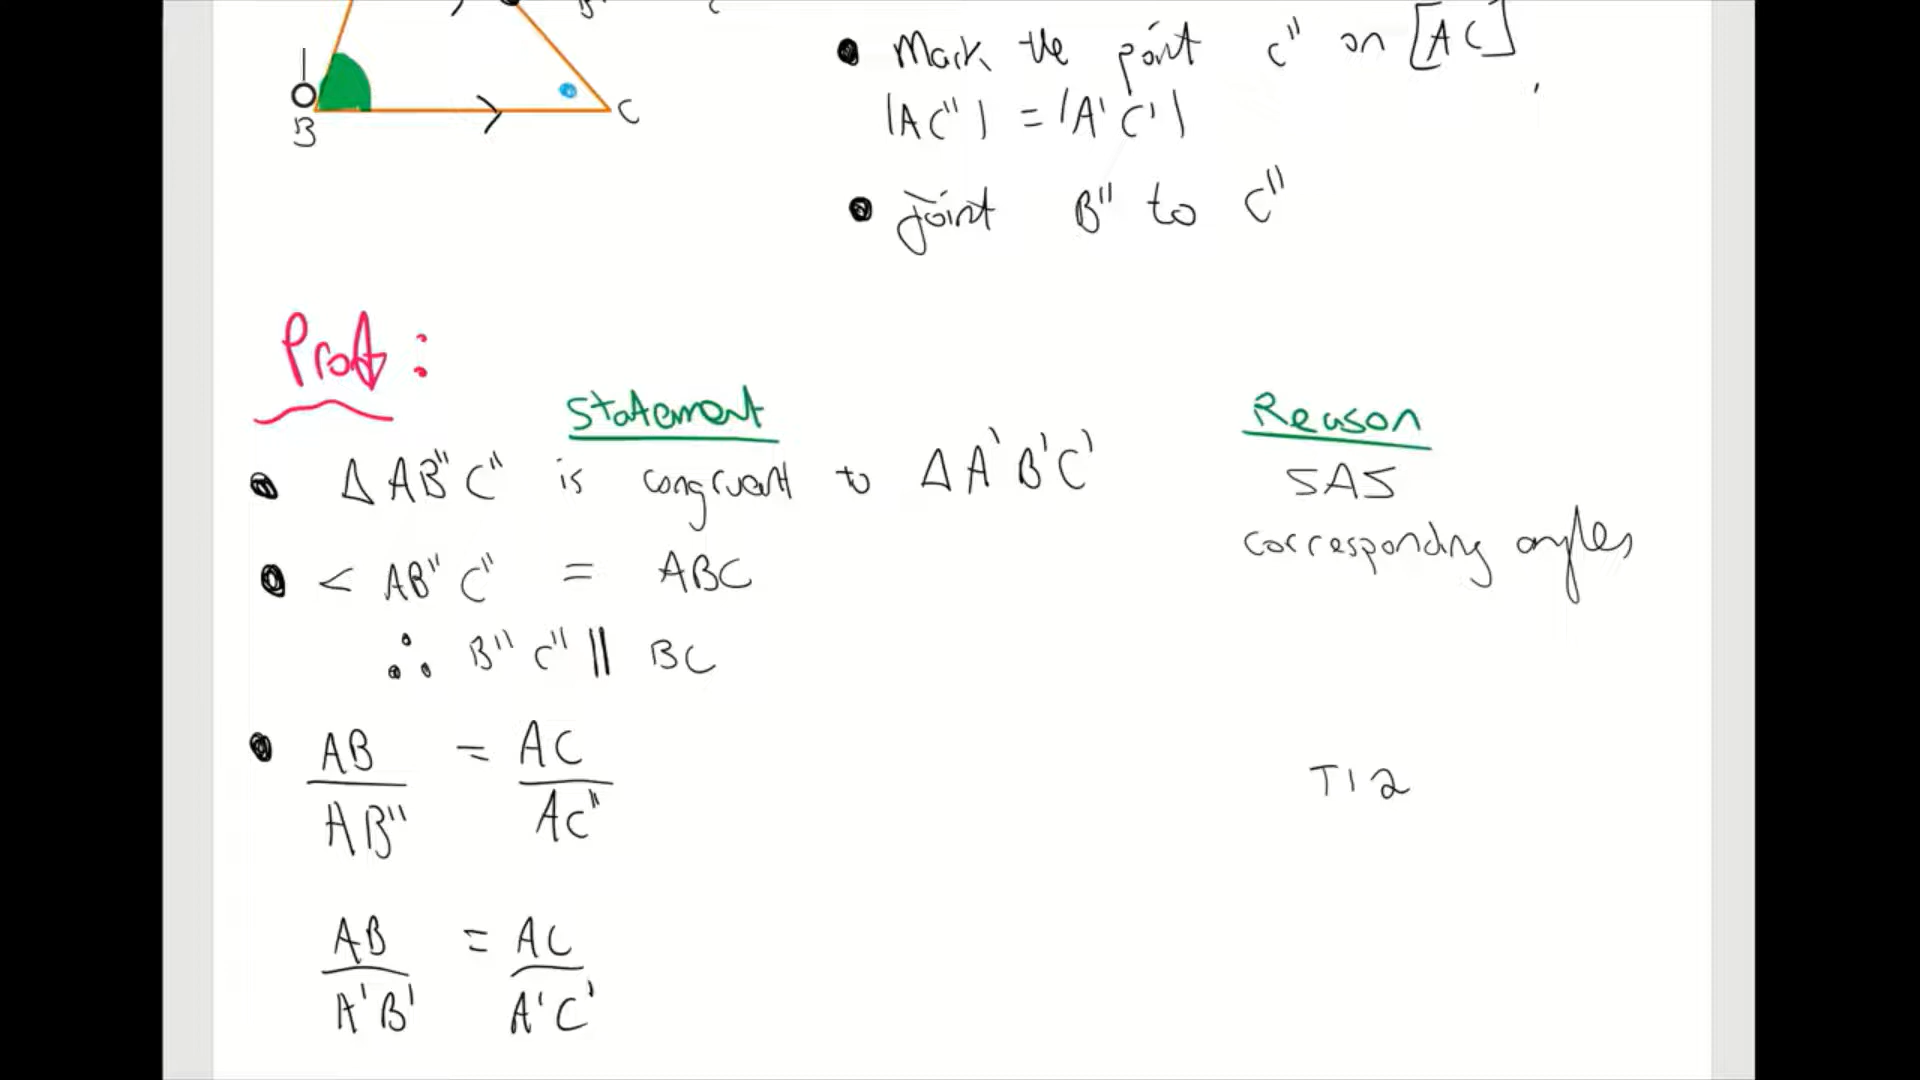 • Mark the point C'' on [AC]
|AC''| = |A'C'|
B
C
• joint B'' to C''
Proof:
Statement Reason
• Δ AB''C'' is congruent to Δ A'B'C' SAS
corresponding angles
• < AB''C'' = ABC
∴ B''C'' || BC
• AB = AC
AB'' AC''
T12
AB = AC
A'B' A'C'